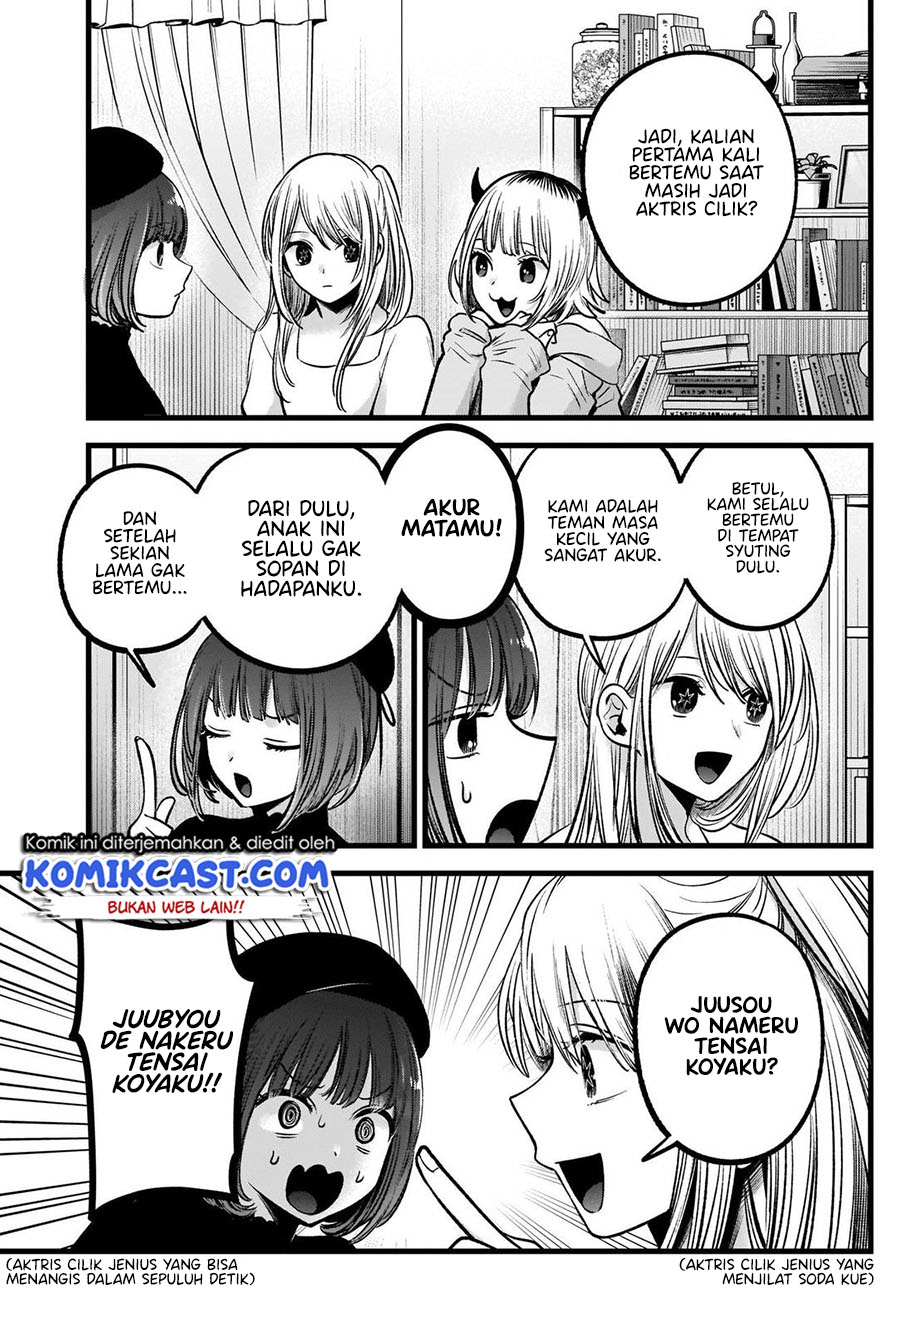 JADI, KALIAN
PERTAMA KALI
BERTEMU SAAT
MASIH JADI
AKTRIS CILIK?
BETUL,
KAMI SELALU
BERTEMU
DI TEMPAT
SYUTING
DULU.
KAMI ADALAH
TEMAN MASA
KECIL YANG
SANGAT AKUR.
AKUR
MATAMU!
DARI DULU,
ANAK INI
SELALU GAK
SOPAN DI
HADAPANKU.
DAN
SETELAH
SEKIAN
LAMA GAK
BERTEMU...
Komik ini diterjemahkan & diedit oleh
KOMIKCAST.COM
BUKAN WEB LAIN!!
JUUSOU
WO NAMERU
TENSAI
KOYAKU?
JUUBYOU
DE NAKERU
TENSAI
KOYAKU!!
(AKTRIS CILIK JENIUS YANG
MENJILAT SODA KUE)
(AKTRIS CILIK JENIUS YANG BISA
MENANGIS DALAM SEPULUH DETIK)